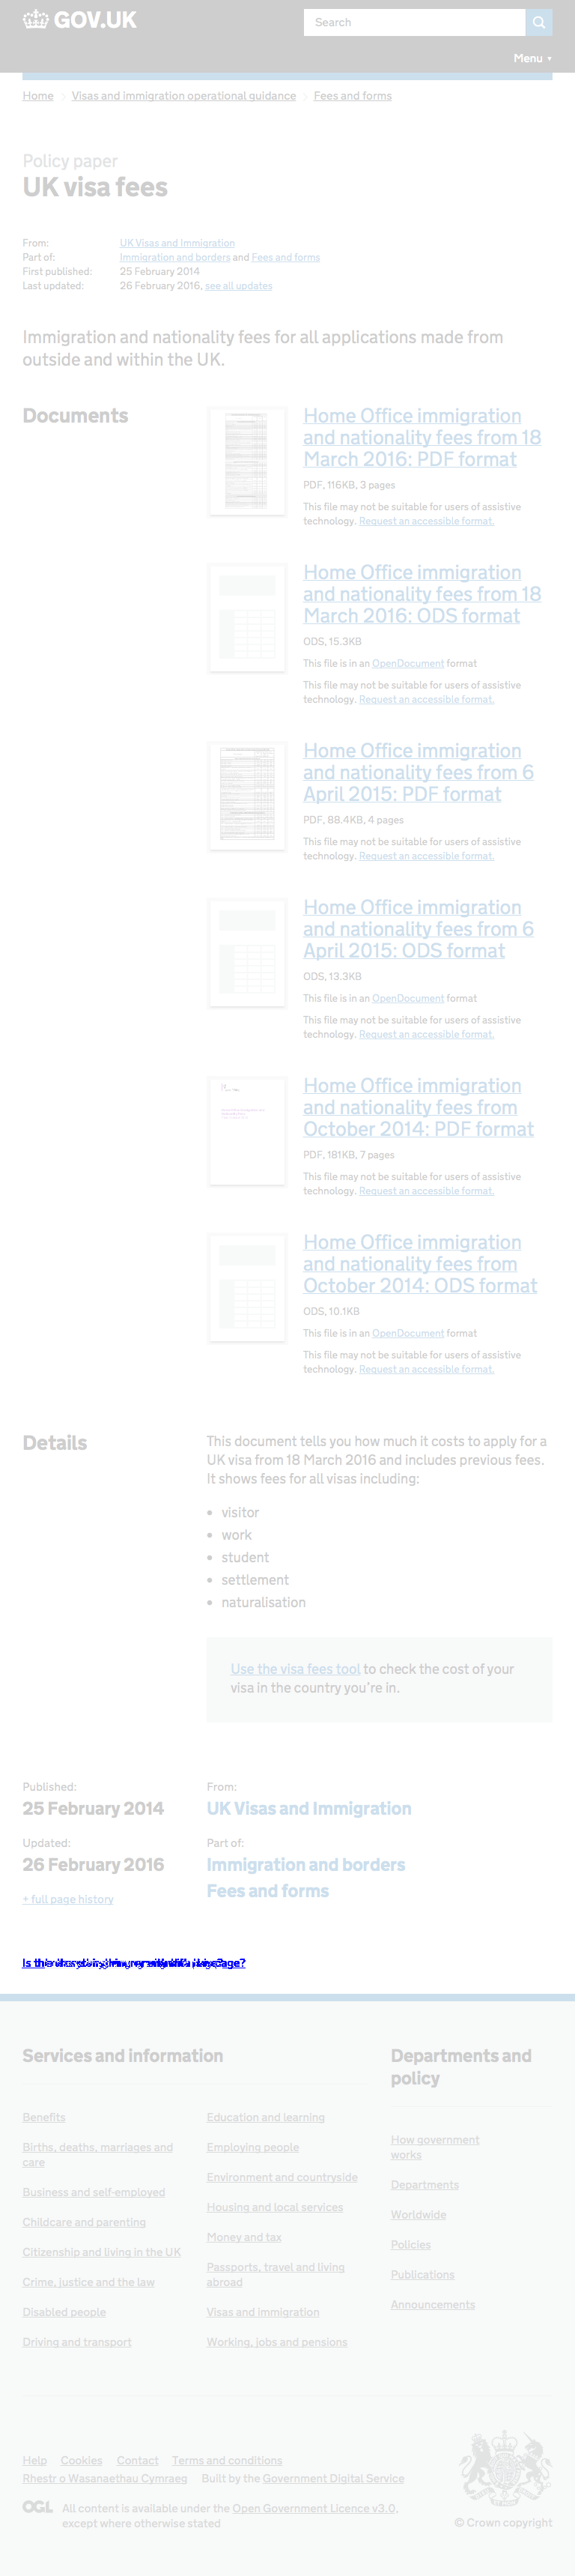 GOV.UK
Search
Menu ▼
Home > Visas and immigration operational guidance > Fees and forms
Policy paper
UK visa fees
From: UK Visas and Immigration
Part of: Immigration and borders and Fees and forms
First published: 25 February 2014
Last updated: 26 February 2016, see all updates
Immigration and nationality fees for all applications made from
outside and within the UK.
Documents
Home Office immigration
and nationality fees from 18
March 2016: PDF format
PDF, 116KB, 3 pages
This file may not be suitable for users of assistive
technology. Request an accessible format.
Home Office immigration
and nationality fees from 18
March 2016: ODS format
ODS, 15.3KB
This file is in an OpenDocument format
This file may not be suitable for users of assistive
technology. Request an accessible format.
Home Office immigration
and nationality fees from 6
April 2015: PDF format
PDF, 88.4KB, 4 pages
This file may not be suitable for users of assistive
technology. Request an accessible format.
Home Office immigration
and nationality fees from 6
April 2015: ODS format
ODS, 13.3KB
This file is in an OpenDocument format
This file may not be suitable for users of assistive
technology. Request an accessible format.
Home Office immigration
and nationality fees from
October 2014: PDF format
PDF, 181KB, 7 pages
This file may not be suitable for users of assistive
technology. Request an accessible format.
Home Office immigration
and nationality fees from
October 2014: ODS format
ODS, 10.1KB
This file is in an OpenDocument format
This file may not be suitable for users of assistive
technology. Request an accessible format.
Details
This document tells you how much it costs to apply for a
UK visa from 18 March 2016 and includes previous fees.
It shows fees for all visas including:
• visitor
• work
• student
• settlement
• naturalisation
Use the visa fees tool to check the cost of your
visa in the country you're in.
Published:
25 February 2014
Updated:
26 February 2016
+ full page history
From:
UK Visas and Immigration
Part of:
Immigration and borders
Fees and forms
Is page?
Services and information
Benefits
Births, deaths, marriages and
care
Business and self-employed
Childcare and parenting
Citizenship and living in the UK
Crime, justice and the law
Disabled people
Driving and transport
Education and learning
Employing people
Environment and countryside
Housing and local services
Money and tax
Passports, travel and living
abroad
Visas and immigration
Working, jobs and pensions
Departments and
policy
How government
works
Departments
Worldwide
Policies
Publications
Announcements
Help Cookies Contact Terms and conditions
Rhestr o Wasanaethau Cymraeg Built by the Government Digital Service
OGL All content is available under the Open Government Licence v3.0,
except where otherwise stated
© Crown copyright